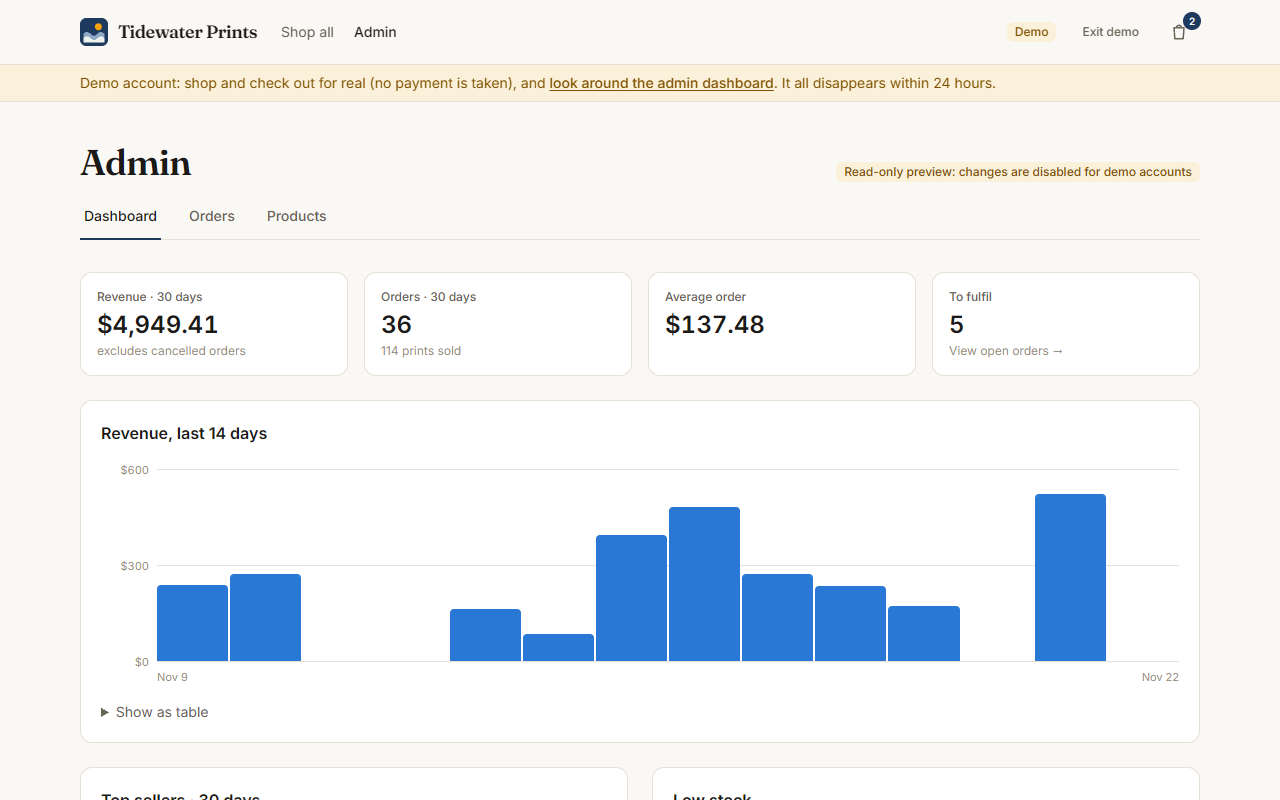 Tidewater Prints Shop all Admin Demo Exit demo 2
Demo account: shop and check out for real (no payment is taken), and look around the admin dashboard. It all disappears within 24 hours.
Admin
Read-only preview: changes are disabled for demo accounts
Dashboard Orders Products
Revenue · 30 days
$4,949.41
excludes cancelled orders
Orders · 30 days
36
114 prints sold
Average order
$137.48
To fulfil
5
View open orders →
Revenue, last 14 days
$600
$300
$0
Nov 9 Nov 22
Show as table
Top sellers · 30 days
Low stock